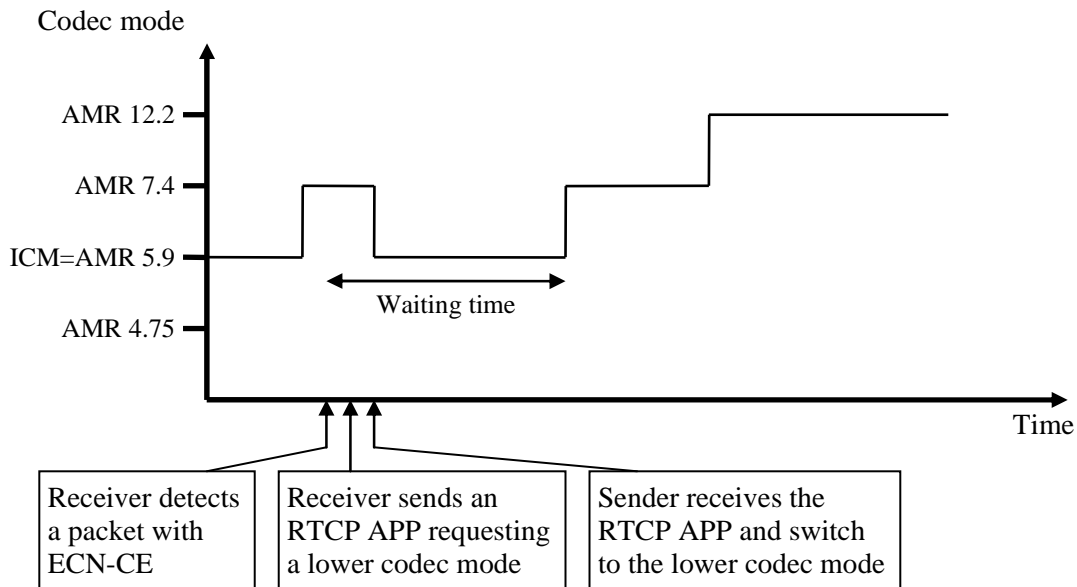 Codec mode
AMR 12.2
AMR 7.4
ICM=AMR 5.9
AMR 4.75
Waiting time
Time
Receiver detects
a packet with
ECN-CE
Receiver sends an
RTCP APP requesting
a lower codec mode
Sender receives the
RTCP APP and switch
to the lower codec mode